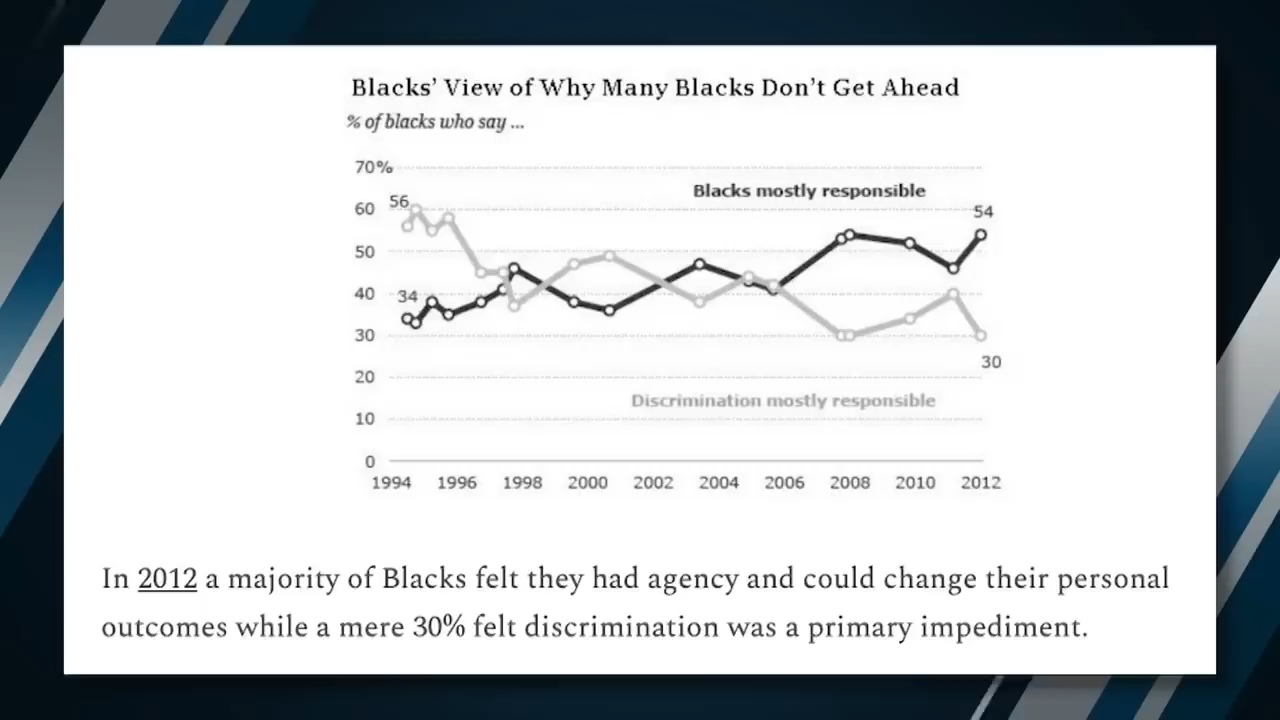 Blacks’ View of Why Many Blacks Don’t Get Ahead
% of blacks who say ...
70%
Blacks mostly responsible
56
60
54
50
40
34
30
30
20
Discrimination mostly responsible
10
0
1994 1996 1998 2000 2002 2004 2006 2008 2010 2012
In 2012 a majority of Blacks felt they had agency and could change their personal
outcomes while a mere 30% felt discrimination was a primary impediment.